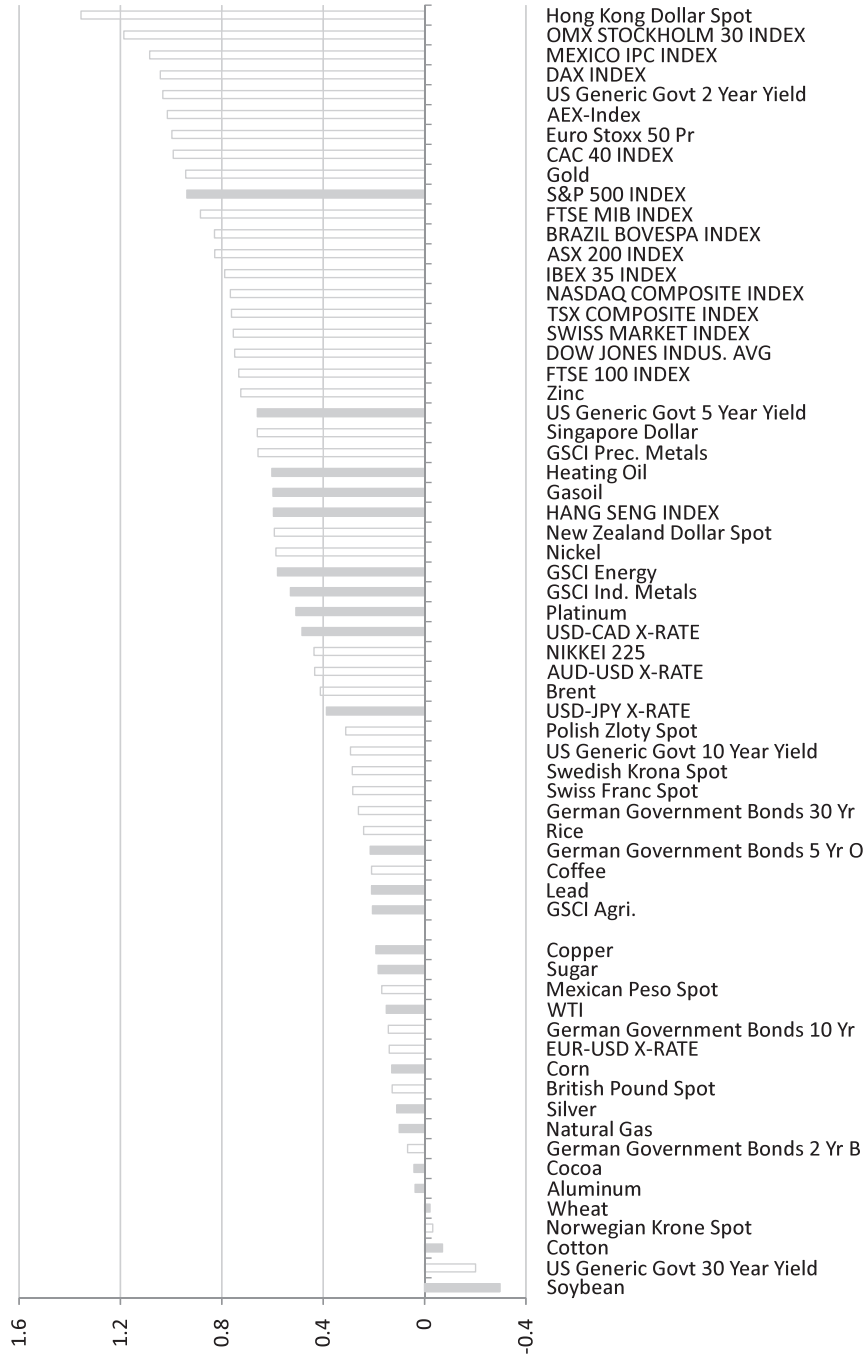 Hong Kong Dollar Spot
OMX STOCKHOLM 30 INDEX
MEXICO IPC INDEX
DAX INDEX
US Generic Govt 2 Year Yield
AEX-Index
Euro Stoxx 50 Pr
CAC 40 INDEX
Gold
S&P 500 INDEX
FTSE MIB INDEX
BRAZIL BOVESPA INDEX
ASX 200 INDEX
IBEX 35 INDEX
NASDAQ COMPOSITE INDEX
TSX COMPOSITE INDEX
SWISS MARKET INDEX
DOW JONES INDUS. AVG
FTSE 100 INDEX
Zinc
US Generic Govt 5 Year Yield
Singapore Dollar
GSCI Prec. Metals
Heating Oil
Gasoil
HANG SENG INDEX
New Zealand Dollar Spot
Nickel
GSCI Energy
GSCI Ind. Metals
Platinum
USD-CAD X-RATE
NIKKEI 225
AUD-USD X-RATE
Brent
USD-JPY X-RATE
Polish Zloty Spot
US Generic Govt 10 Year Yield
Swedish Krona Spot
Swiss Franc Spot
German Government Bonds 30 Yr
Rice
German Government Bonds 5 Yr O
Coffee
Lead
GSCI Agri.
Copper
Sugar
Mexican Peso Spot
WTI
German Government Bonds 10 Yr
EUR-USD X-RATE
Corn
British Pound Spot
Silver
Natural Gas
German Government Bonds 2 Yr B
Cocoa
Aluminum
Wheat
Norwegian Krone Spot
Cotton
US Generic Govt 30 Year Yield
Soybean
1.6
1.2
0.8
0.4
0
-0.4